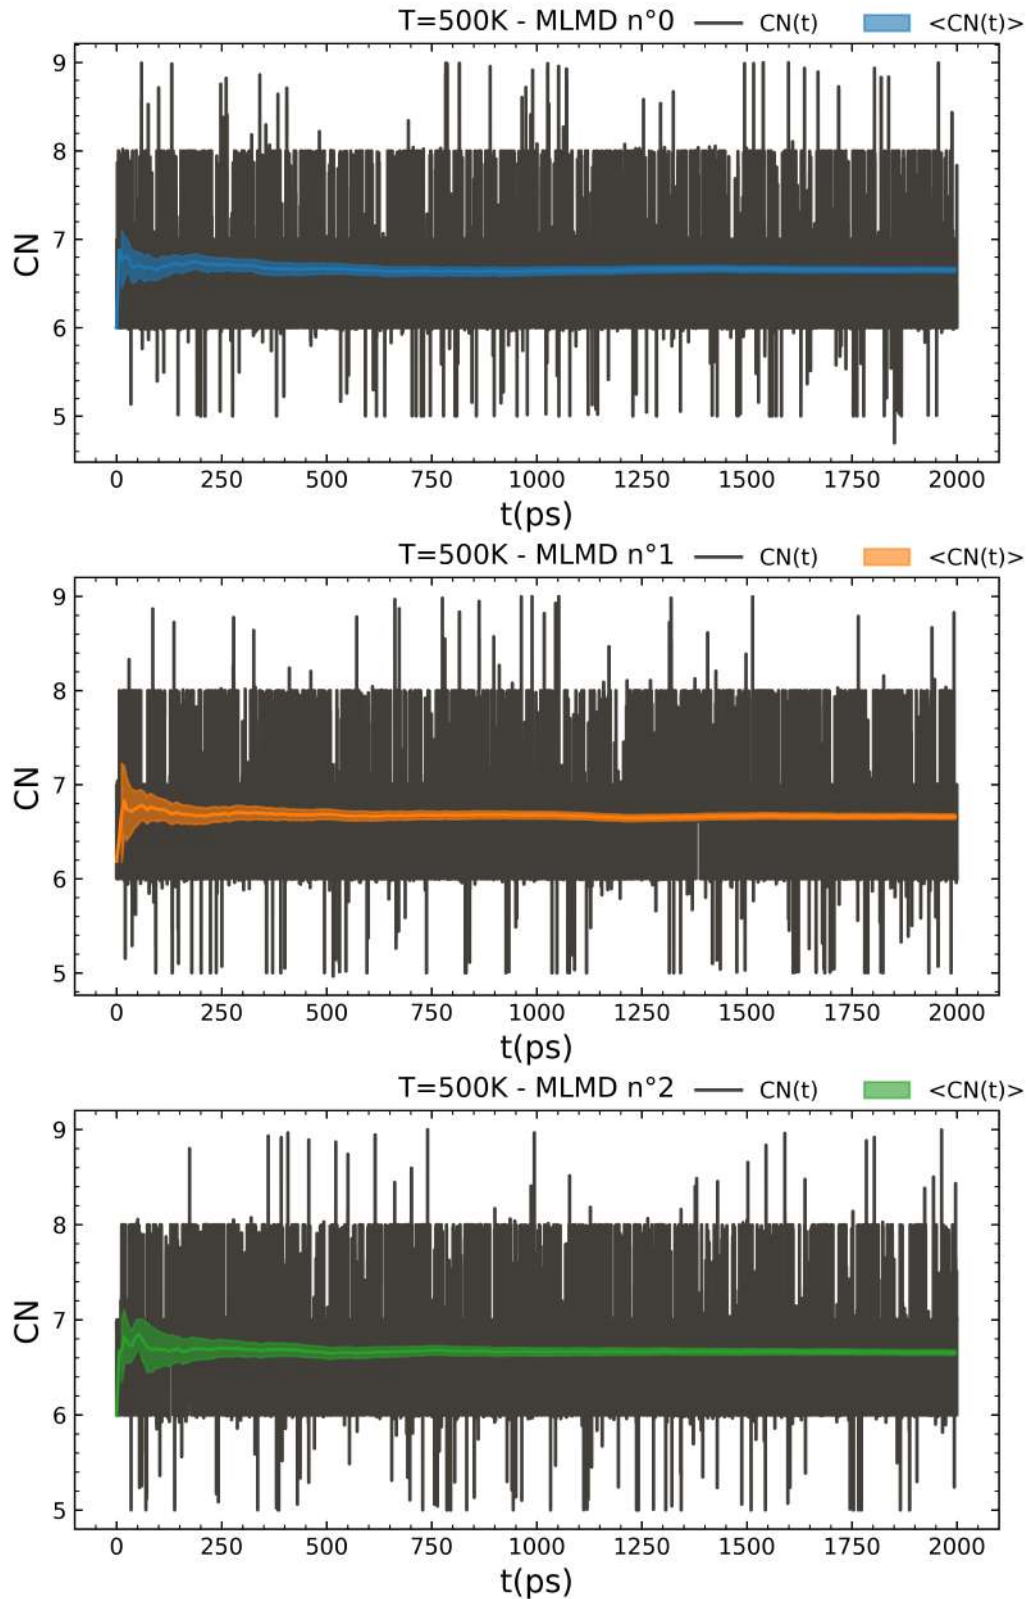 T=500K - MLMD n°0 CN(t) <CN(t)>
9
8
7
6
5
CN
0 250 500 750 1000 1250 1500 1750 2000
t(ps)
T=500K - MLMD n°1 CN(t) <CN(t)>
9
8
7
6
5
CN
0 250 500 750 1000 1250 1500 1750 2000
t(ps)
T=500K - MLMD n°2 CN(t) <CN(t)>
9
8
7
6
5
CN
0 250 500 750 1000 1250 1500 1750 2000
t(ps)